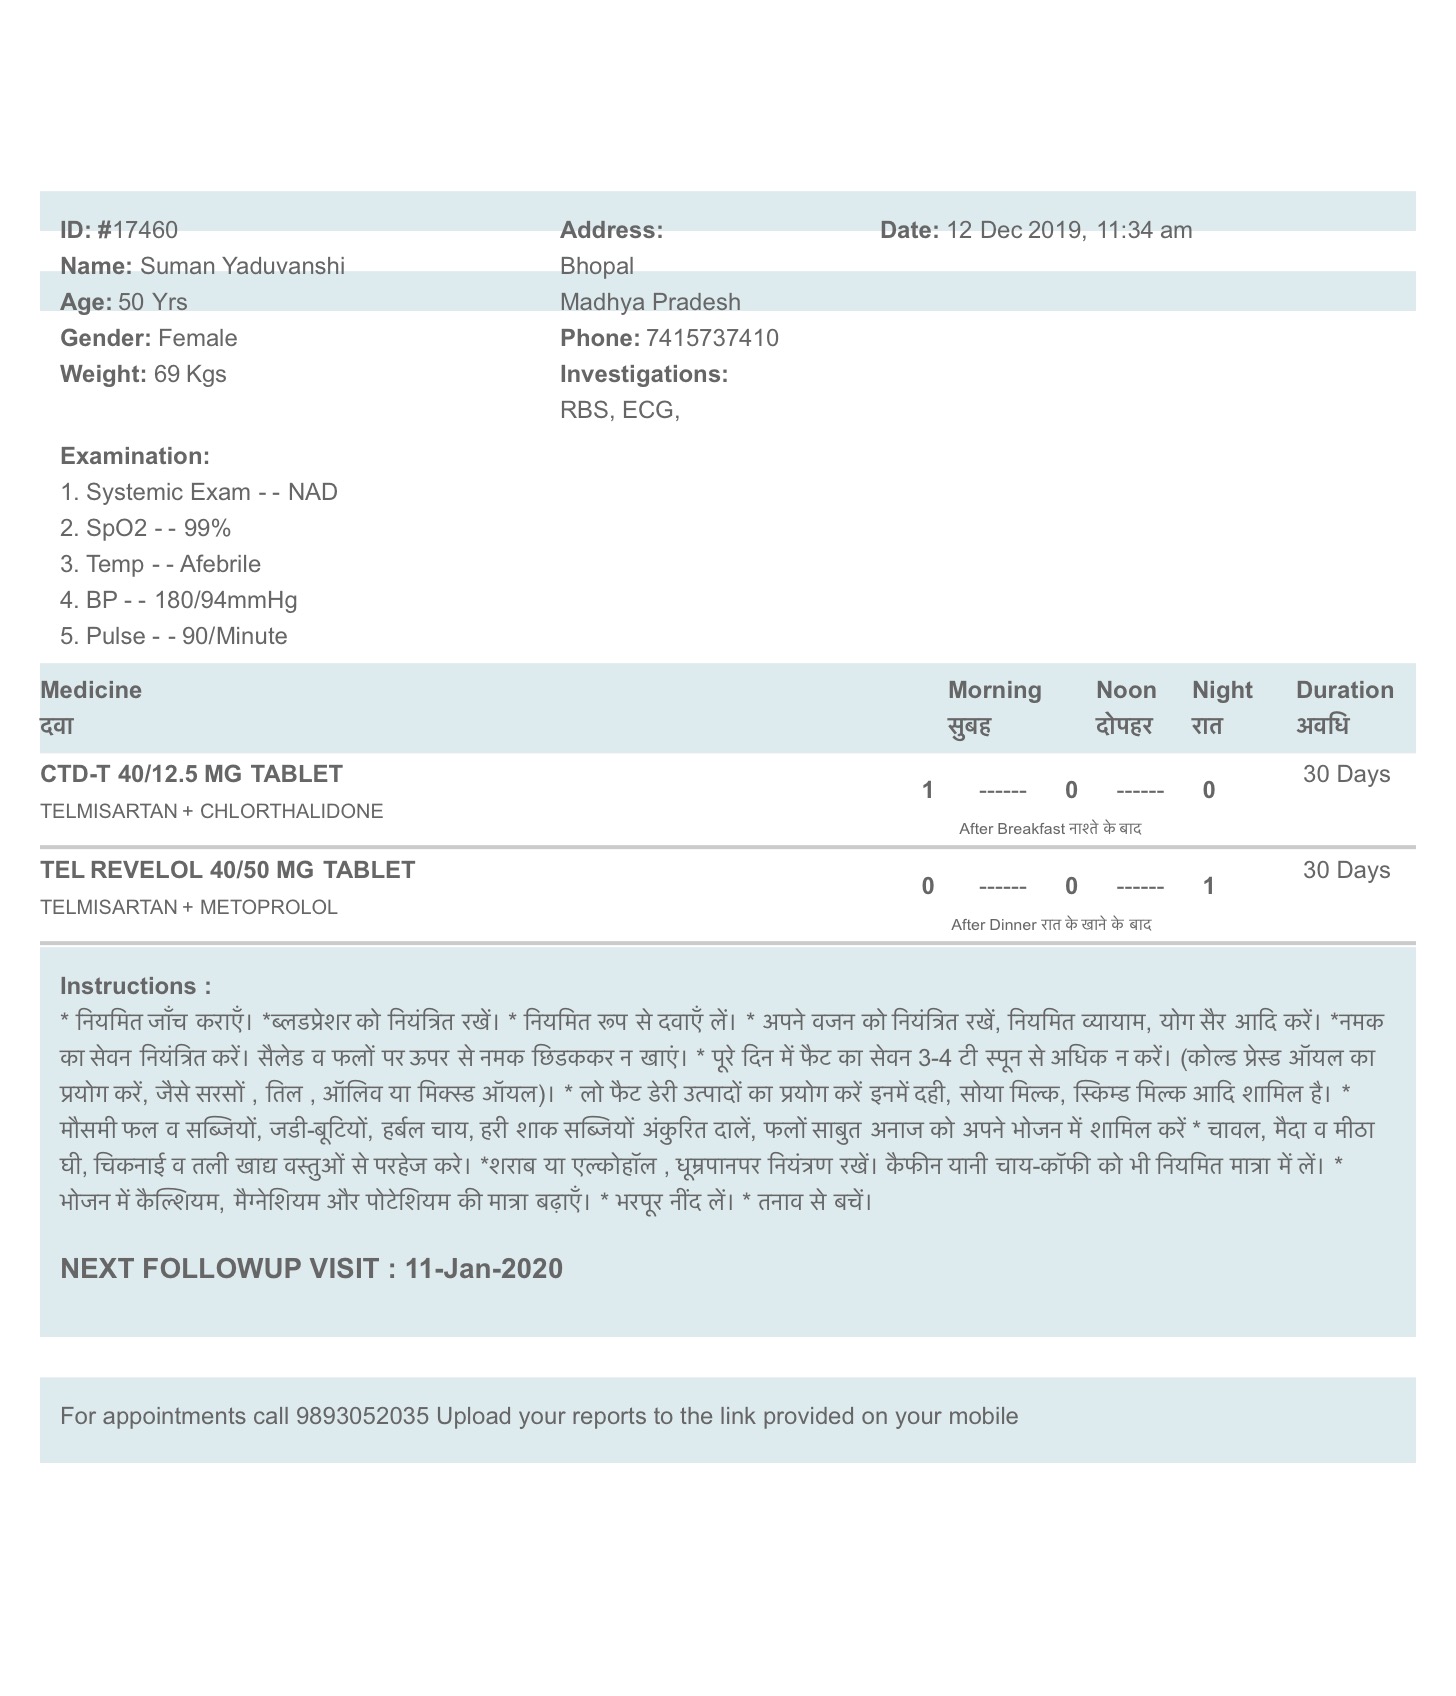 ID: #17460 Address: Date: 12 Dec 2019, 11:34 am
Name: Suman Yaduvanshi Bhopal
Age: 50 Yrs Madhya Pradesh
Gender: Female Phone: 7415737410
Weight: 69 Kgs Investigations:
RBS, ECG,
Examination:
1. Systemic Exam - - NAD
2. SpO2 - - 99%
3. Temp - - Afebrile
4. BP - - 180/94mmHg
5. Pulse - - 90/Minute
Medicine Morning Noon Night Duration
दवा सुबह दोपहर रात अवधि
CTD-T 40/12.5 MG TABLET 30 Days
1 ------ 0 ------ 0
TELMISARTAN + CHLORTHALIDONE
After Breakfast नाश्ते के बाद
TEL REVELOL 40/50 MG TABLET 30 Days
0 ------ 0 ------ 1
TELMISARTAN + METOPROLOL
After Dinner रात के खाने के बाद
Instructions :
* नियमित जाँच कराएँ। *ब्लडप्रेशर को नियंत्रित रखें। * नियमित रूप से दवाएँ लें। * अपने वजन को नियंत्रित रखें, नियमित व्यायाम, योग सैर आदि करें। *नमक
का सेवन नियंत्रित करें। सैलेड व फलों पर ऊपर से नमक छिडककर न खाएं। * पूरे दिन में फैट का सेवन 3-4 टी स्पून से अधिक न करें। (कोल्ड प्रेस्ड ऑयल का
प्रयोग करें, जैसे सरसों , तिल , ऑलिव या मिक्स्ड ऑयल)। * लो फैट डेरी उत्पादों का प्रयोग करें इनमें दही, सोया मिल्क, स्किम्ड मिल्क आदि शामिल है। *
मौसमी फल व सब्जियों, जडी-बूटियों, हर्बल चाय, हरी शाक सब्जियों अंकुरित दालें, फलों साबुत अनाज को अपने भोजन में शामिल करें * चावल, मैदा व मीठा
घी, चिकनाई व तली खाद्य वस्तुओं से परहेज करे। *शराब या एल्कोहॉल , धूम्रपानपर नियंत्रण रखें। कैफीन यानी चाय-कॉफी को भी नियमित मात्रा में लें। *
भोजन में कैल्शियम, मैग्नेशियम और पोटेशियम की मात्रा बढ़ाएँ। * भरपूर नींद लें। * तनाव से बचें।
NEXT FOLLOWUP VISIT : 11-Jan-2020
For appointments call 9893052035 Upload your reports to the link provided on your mobile